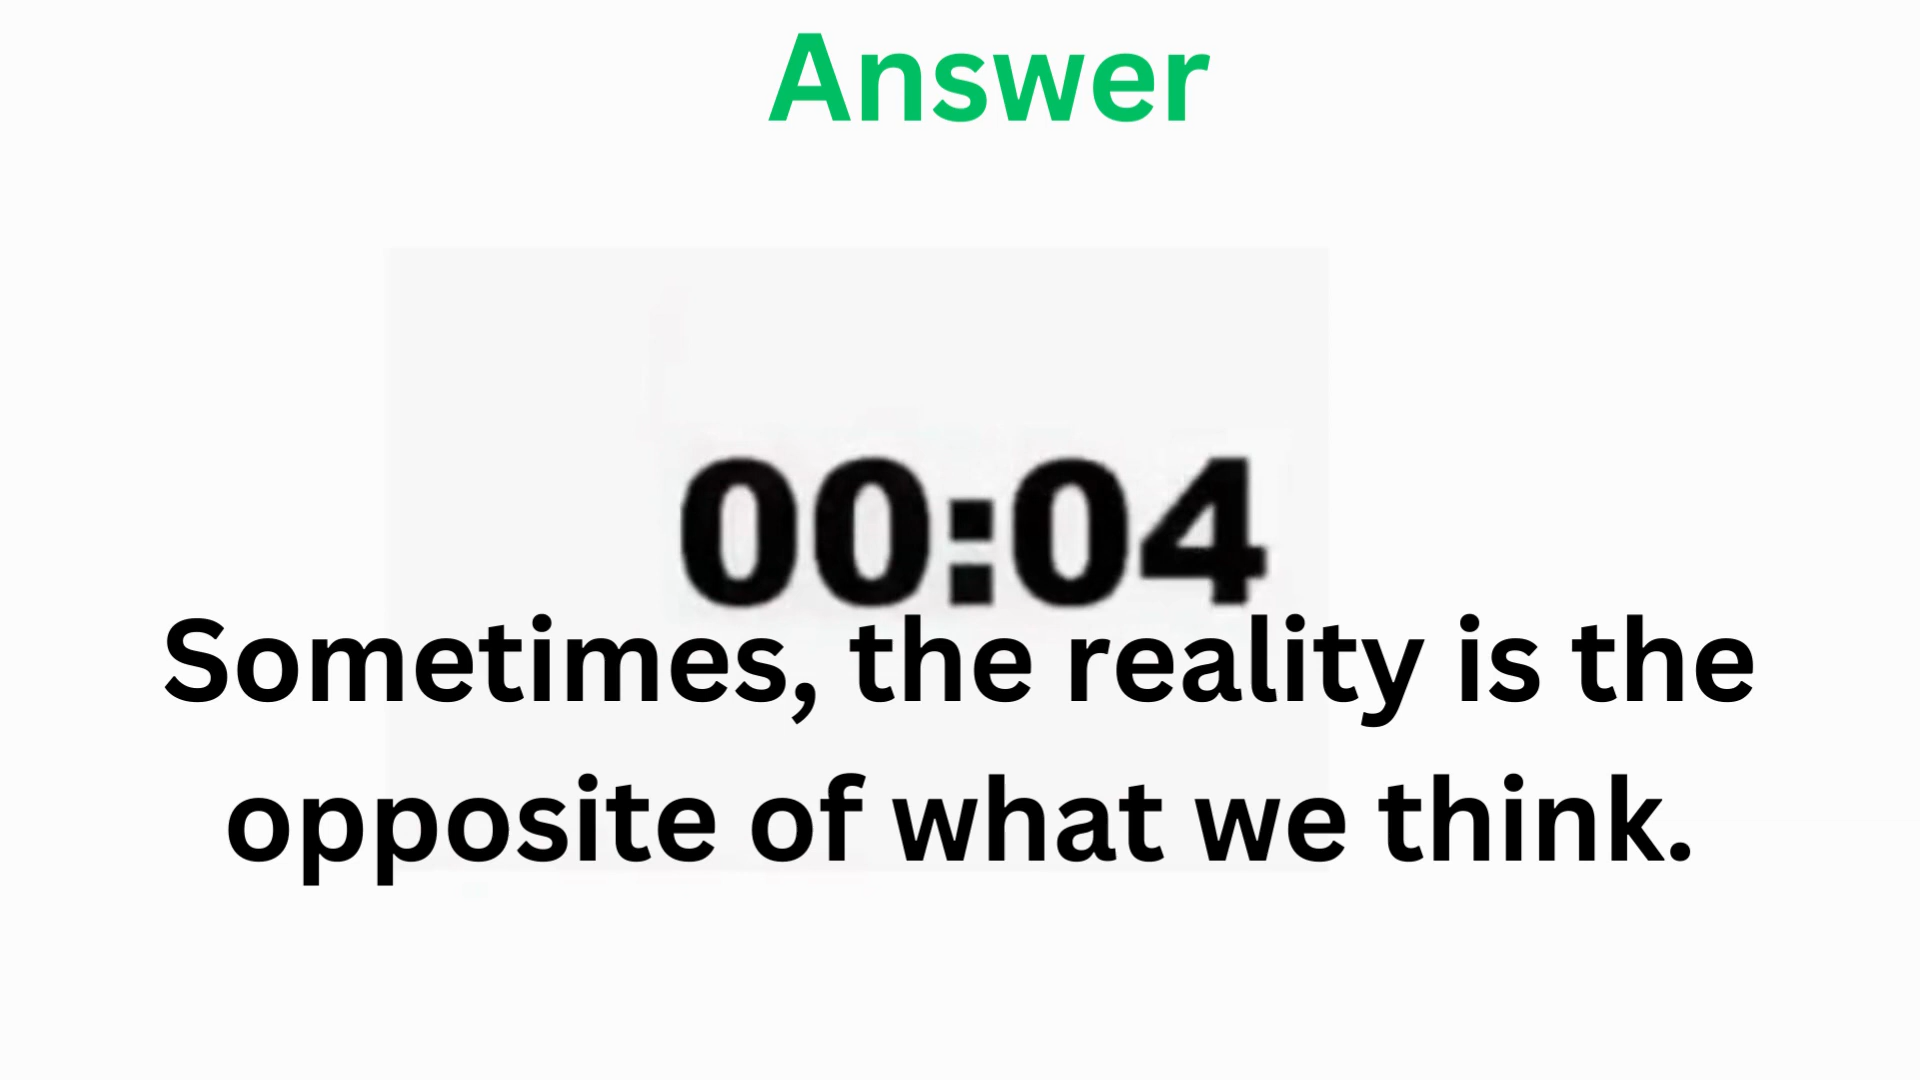 Answer
00:04
Sometimes, the reality is the
opposite of what we think.